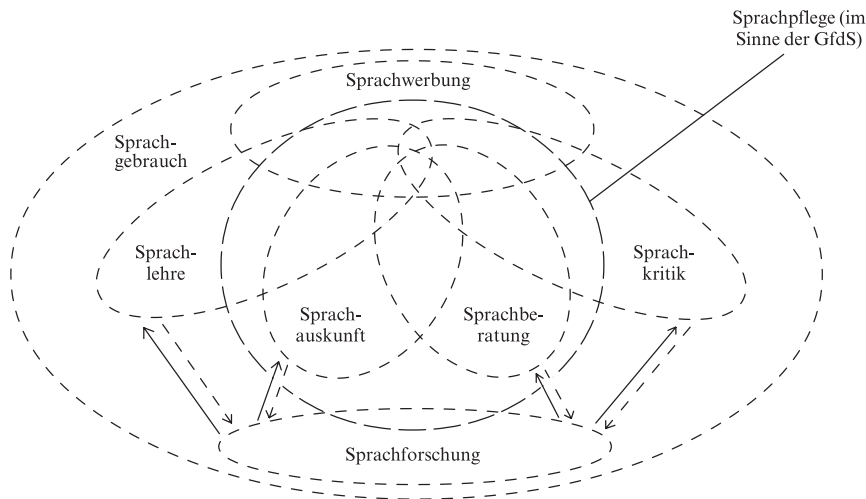 Sprachpflege (im
Sinne der GfdS)
Sprachwerbung
Sprach-
gebrauch
Sprach-
lehre
Sprach-
kritik
Sprach-
auskunft
Sprachbe-
ratung
Sprachforschung